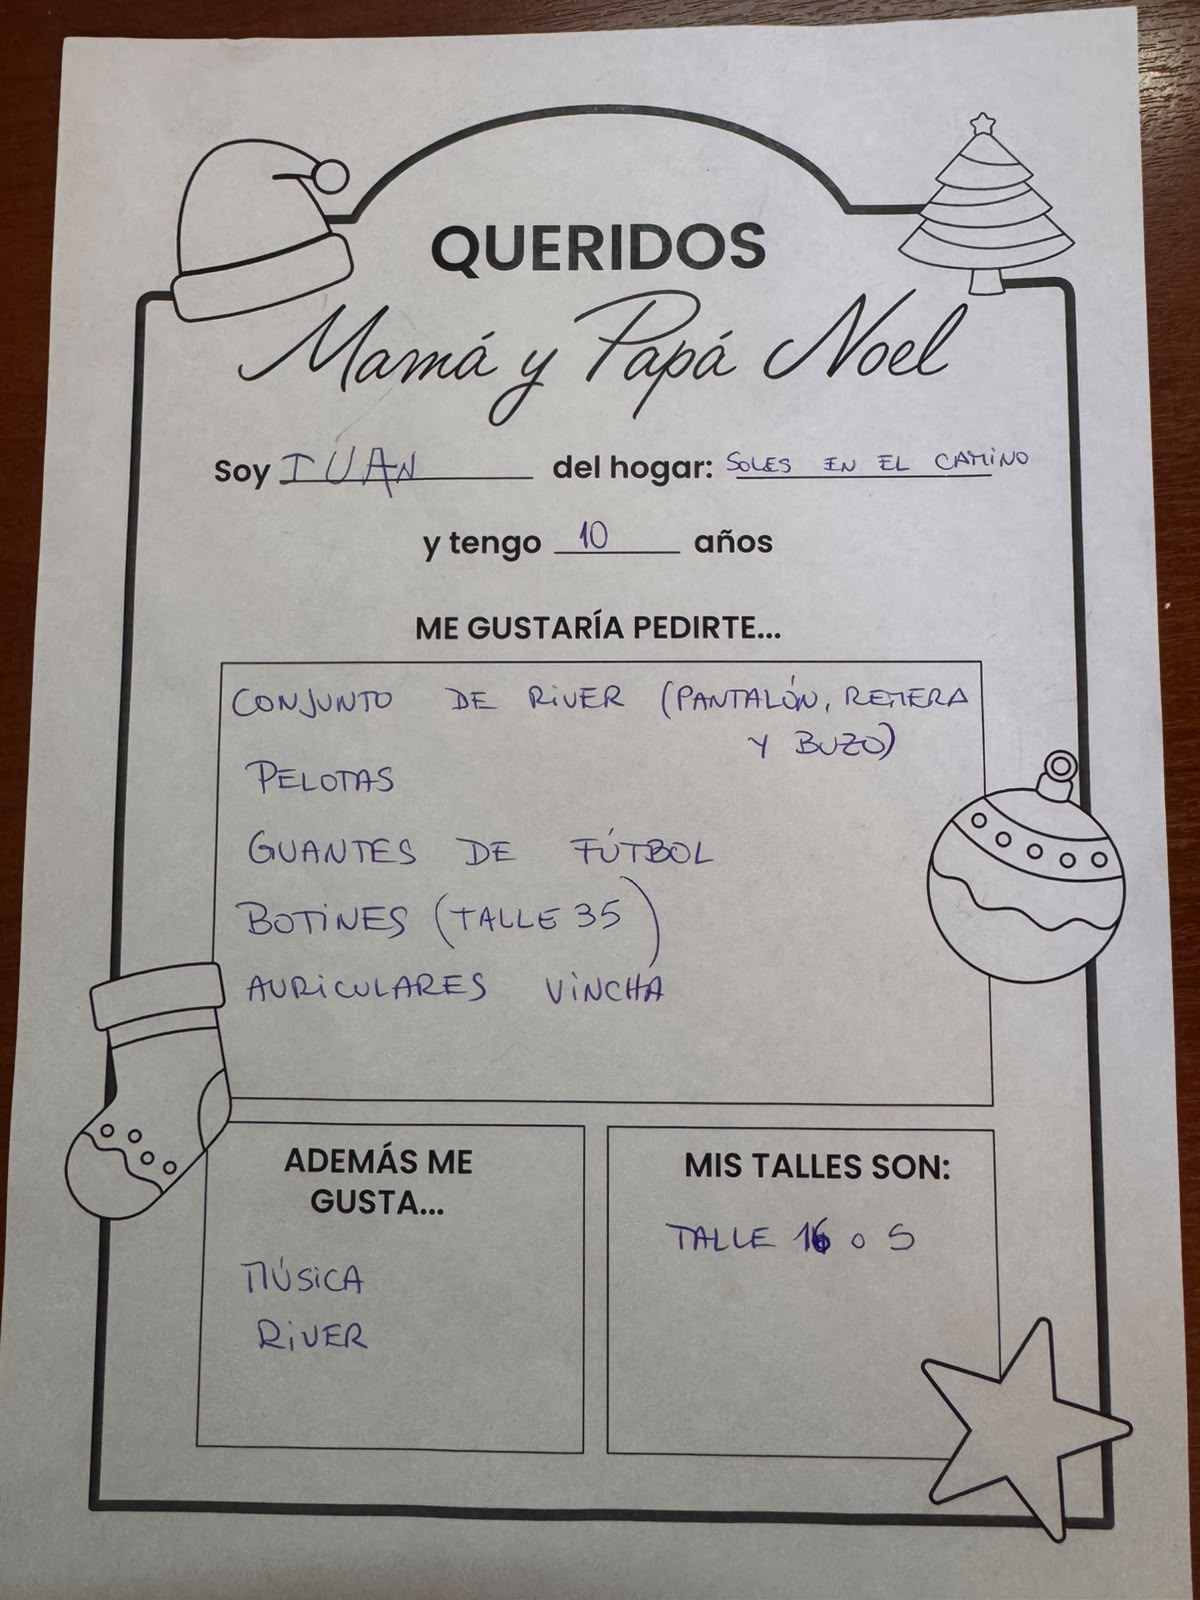 QUERIDOS
Mamá y Papá Noel
Soy IVAN del hogar: SOLES EN EL CAMINO
y tengo 10 años
ME GUSTARÍA PEDIRTE...
CONJUNTO DE RIVER (PANTALÓN, REMERA
Y BUZO)
PELOTAS
GUANTES DE FÚTBOL
BOTINES (TALLE 35)
AURICULARES VINCHA
ADEMÁS ME
GUSTA...
MÚSICA
RIVER
MIS TALLES SON:
TALLE 16 o S